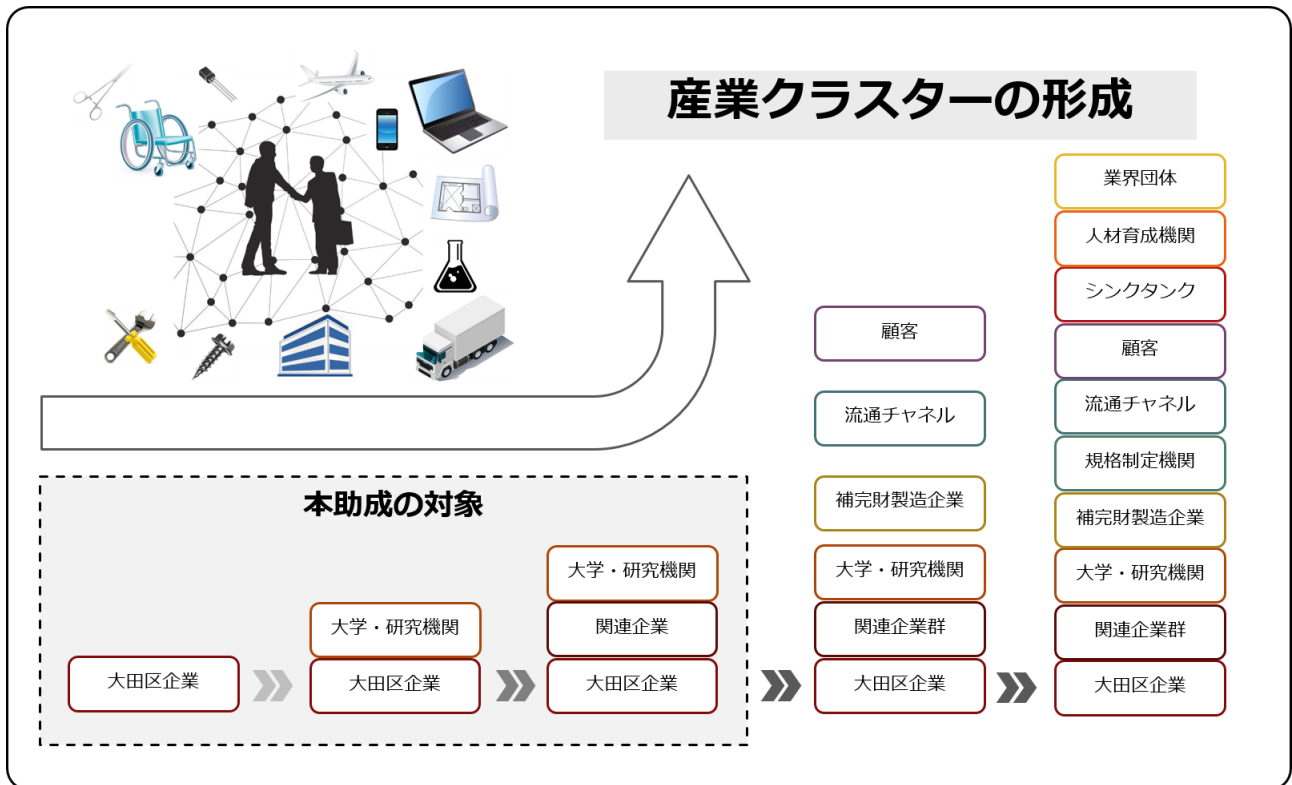 産業クラスターの形成
本助成の対象
大田区企業
大学・研究機関
大田区企業
大学・研究機関
関連企業
大田区企業
顧客
流通チャネル
補完財製造企業
大学・研究機関
関連企業群
大田区企業
業界団体
人材育成機関
シンクタンク
顧客
流通チャネル
規格制定機関
補完財製造企業
大学・研究機関
関連企業群
大田区企業